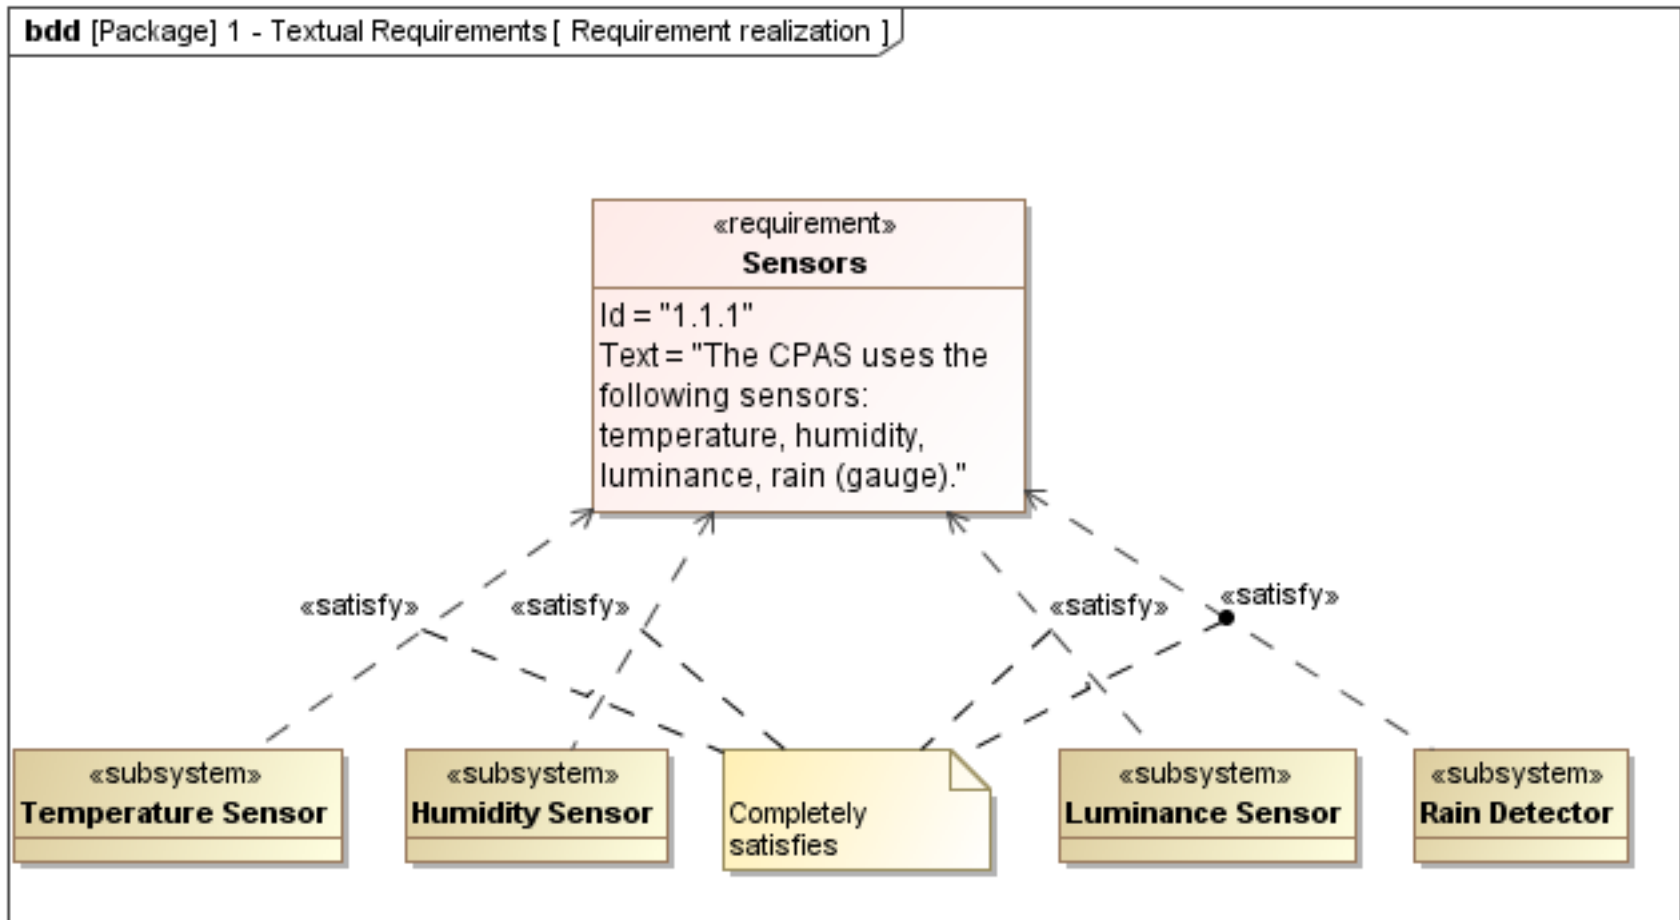 bdd [Package] 1 - Textual Requirements [ Requirement realization ]
«requirement»
Sensors
Id = "1.1.1"
Text = "The CPAS uses the
following sensors:
temperature, humidity,
luminance, rain (gauge)."
«satisfy»
«satisfy»
«satisfy»
«satisfy»
«subsystem»
Temperature Sensor
«subsystem»
Humidity Sensor
Completely
satisfies
«subsystem»
Luminance Sensor
«subsystem»
Rain Detector